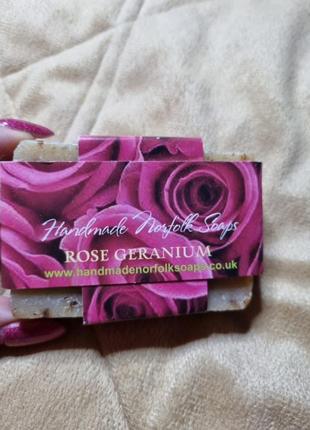 Handmade Norfolk Soaps
ROSE GERANIUM
www.handmadenorfolksoaps.co.uk